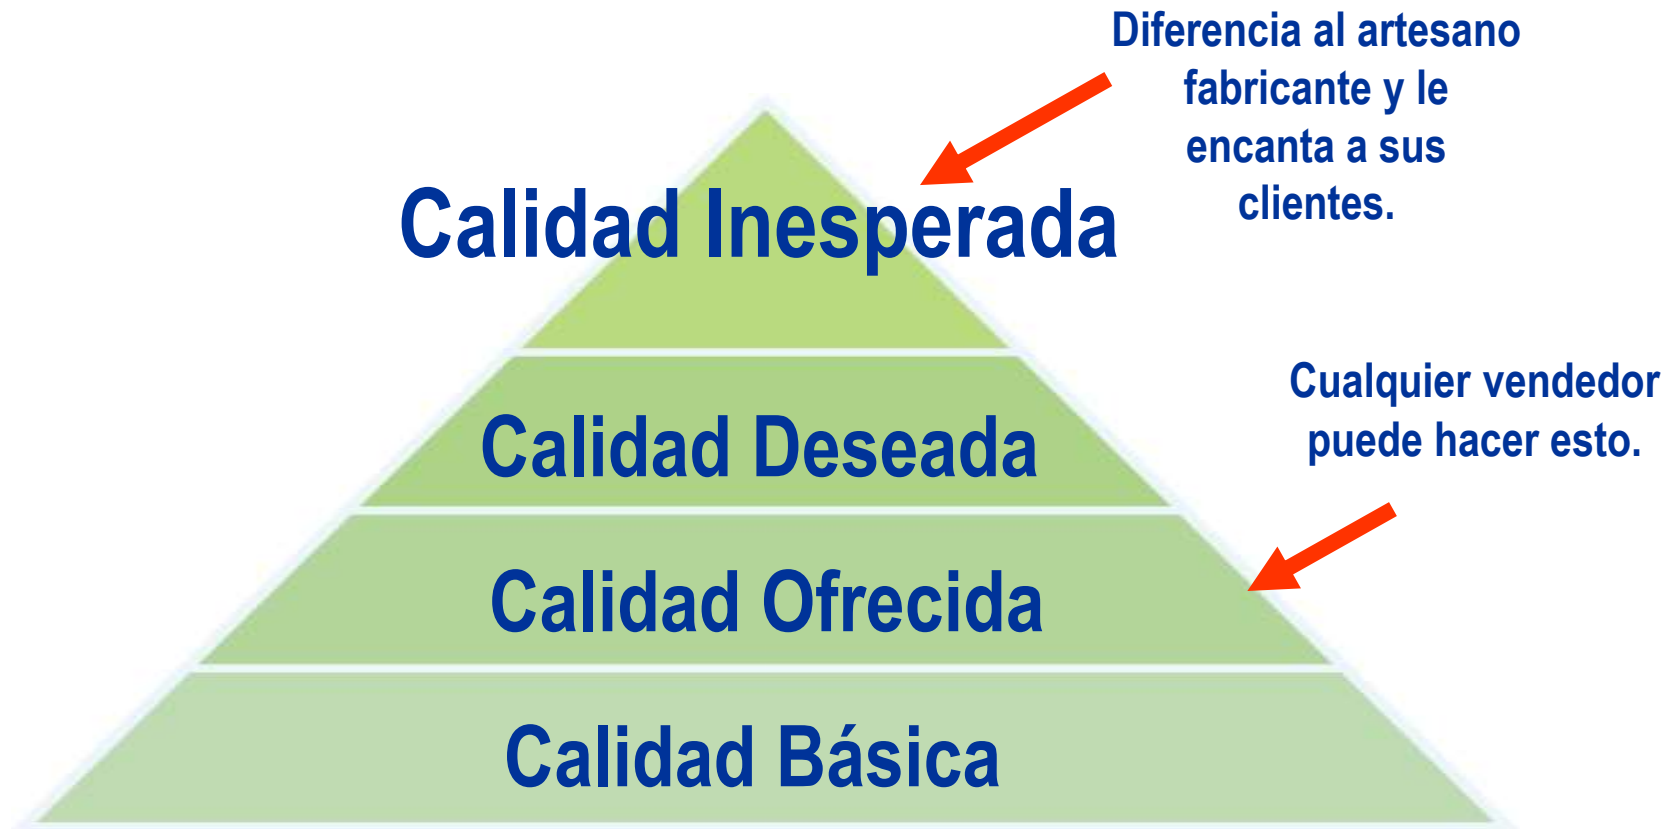 Diferencia al artesano
fabricante y le
encanta a sus
clientes.
Calidad Inesperada
Cualquier vendedor
puede hacer esto.
Calidad Deseada
Calidad Ofrecida
Calidad Básica